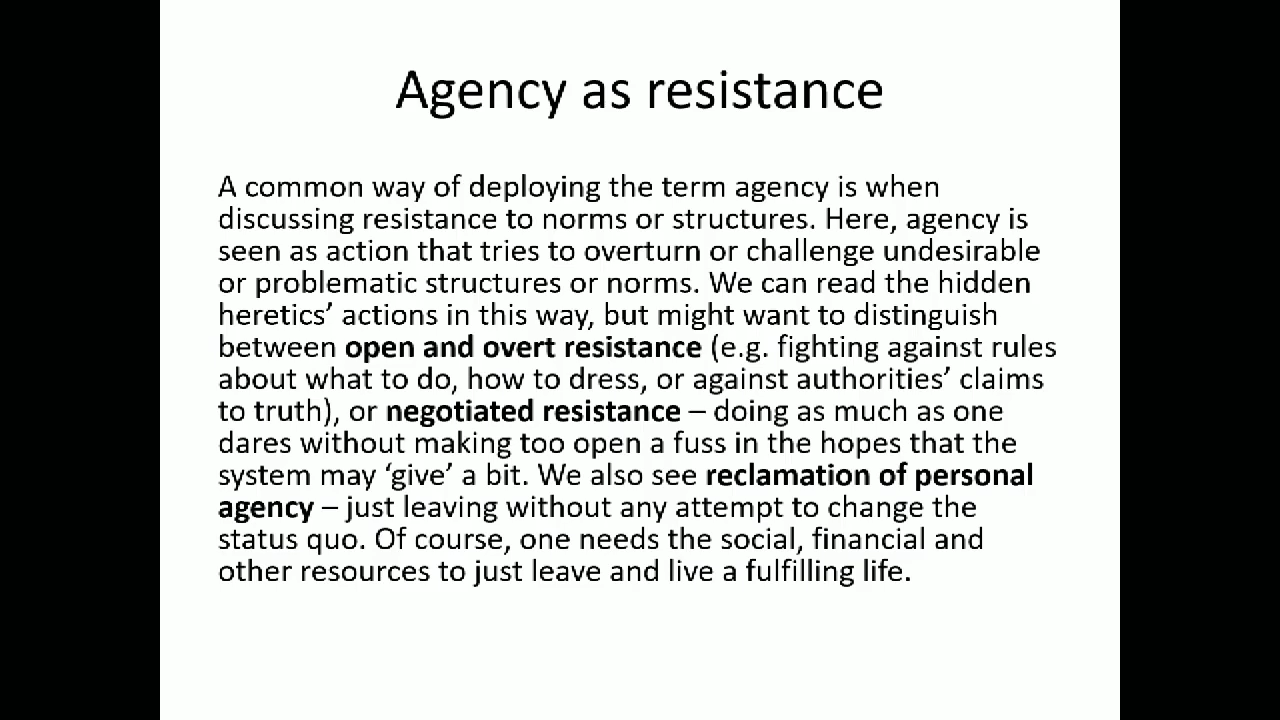 Agency as resistance
A common way of deploying the term agency is when
discussing resistance to norms or structures. Here, agency is
seen as action that tries to overturn or challenge undesirable
or problematic structures or norms. We can read the hidden
heretics’ actions in this way, but might want to distinguish
between open and overt resistance (e.g. fighting against rules
about what to do, how to dress, or against authorities’ claims
to truth), or negotiated resistance – doing as much as one
dares without making too open a fuss in the hopes that the
system may ‘give’ a bit. We also see reclamation of personal
agency – just leaving without any attempt to change the
status quo. Of course, one needs the social, financial and
other resources to just leave and live a fulfilling life.